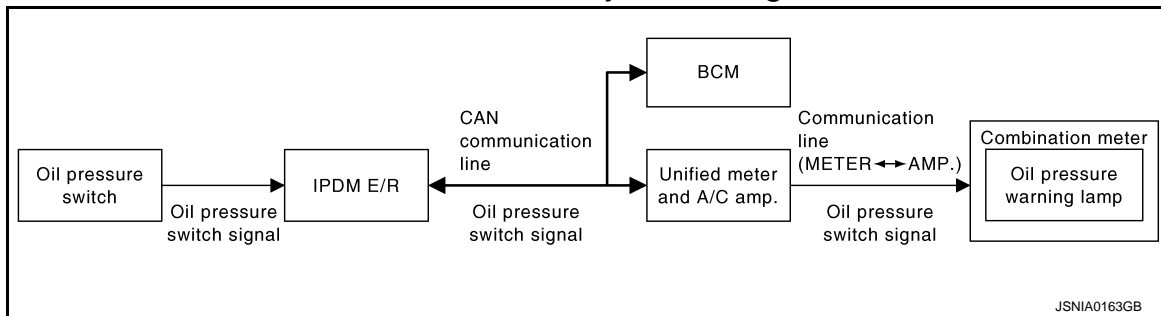 BCM
CAN
communication
line
Communication
line
(METER ↔ AMP.)
Combination meter
Oil pressure
switch
IPDM E/R
Unified meter
and A/C amp.
Oil pressure
warning lamp
Oil pressure
switch signal
Oil pressure
switch signal
Oil pressure
switch signal
JSNIA0163GB